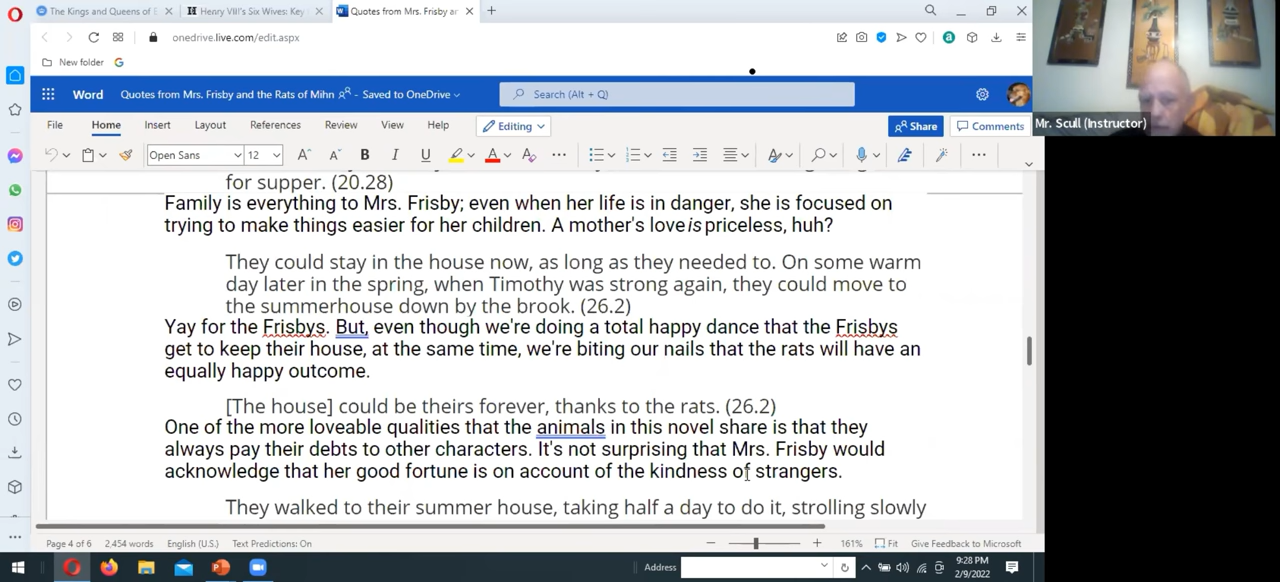 The Kings and Queens of E
Henry VIII's Six Wives: Key
Quotes from Mrs. Frisby ar
onedrive.live.com/edit.aspx
New folder
Word
Quotes from Mrs. Frisby and the Rats of Mihn
- Saved to OneDrive
Search (Alt + Q)
Mr. Scull (Instructor)
File
Home
Insert
Layout
References
Review
View
Help
Editing
Share
Comments
Open Sans
12
for supper. (20.28)
Family is everything to Mrs. Frisby; even when her life is in danger, she is focused on
trying to make things easier for her children. A mother's love is priceless, huh?
They could stay in the house now, as long as they needed to. On some warm
day later in the spring, when Timothy was strong again, they could move to
the summerhouse down by the brook. (26.2)
Yay for the Frisbys. But, even though we're doing a total happy dance that the Frisbys
get to keep their house, at the same time, we're biting our nails that the rats will have an
equally happy outcome.
[The house] could be theirs forever, thanks to the rats. (26.2)
One of the more loveable qualities that the animals in this novel share is that they
always pay their debts to other characters. It's not surprising that Mrs. Frisby would
acknowledge that her good fortune is on account of the kindness of strangers.
They walked to their summer house, taking half a day to do it, strolling slowly
Page 4 of 6
2,454 words
English (U.S.)
Text Predictions: On
161%
Fit
Give Feedback to Microsoft
Address
9:28 PM
2/9/2022